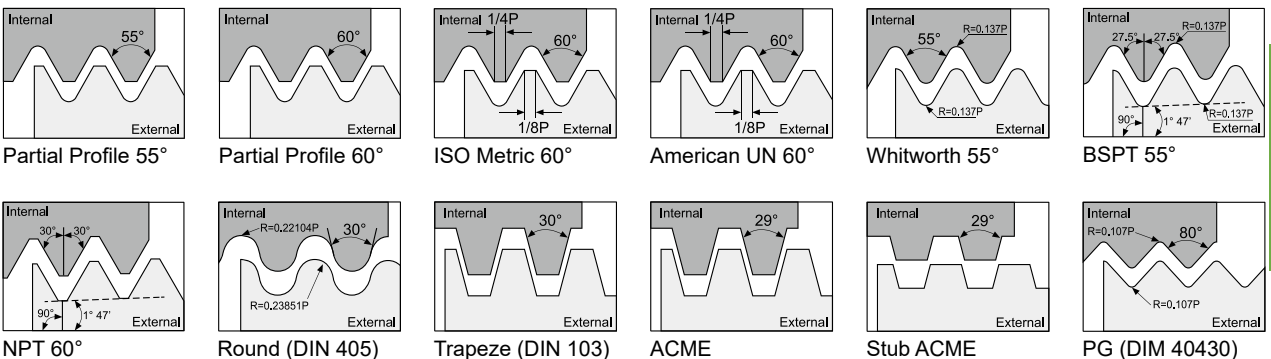 Internal
55°
External
Partial Profile 55°
Internal
60°
External
Partial Profile 60°
Internal
1/4P
60°
1/8P
External
ISO Metric 60°
Internal
1/4P
60°
1/8P
External
American UN 60°
Internal
R=0.137P
55°
R=0.137P
External
Whitworth 55°
Internal
R=0.137P
27.5° 27.5°
R=0.137P
90° 1° 47'
External
BSPT 55°
Internal
30° 30°
90° 1° 47'
External
NPT 60°
Internal
R=0.22104P
30°
R=0.23851P
External
Round (DIN 405)
Internal
30°
External
Trapeze (DIN 103)
Internal
29°
External
ACME
Internal
29°
External
Stub ACME
Internal
R=0.107P
80°
R=0.107P
External
PG (DIM 40430)